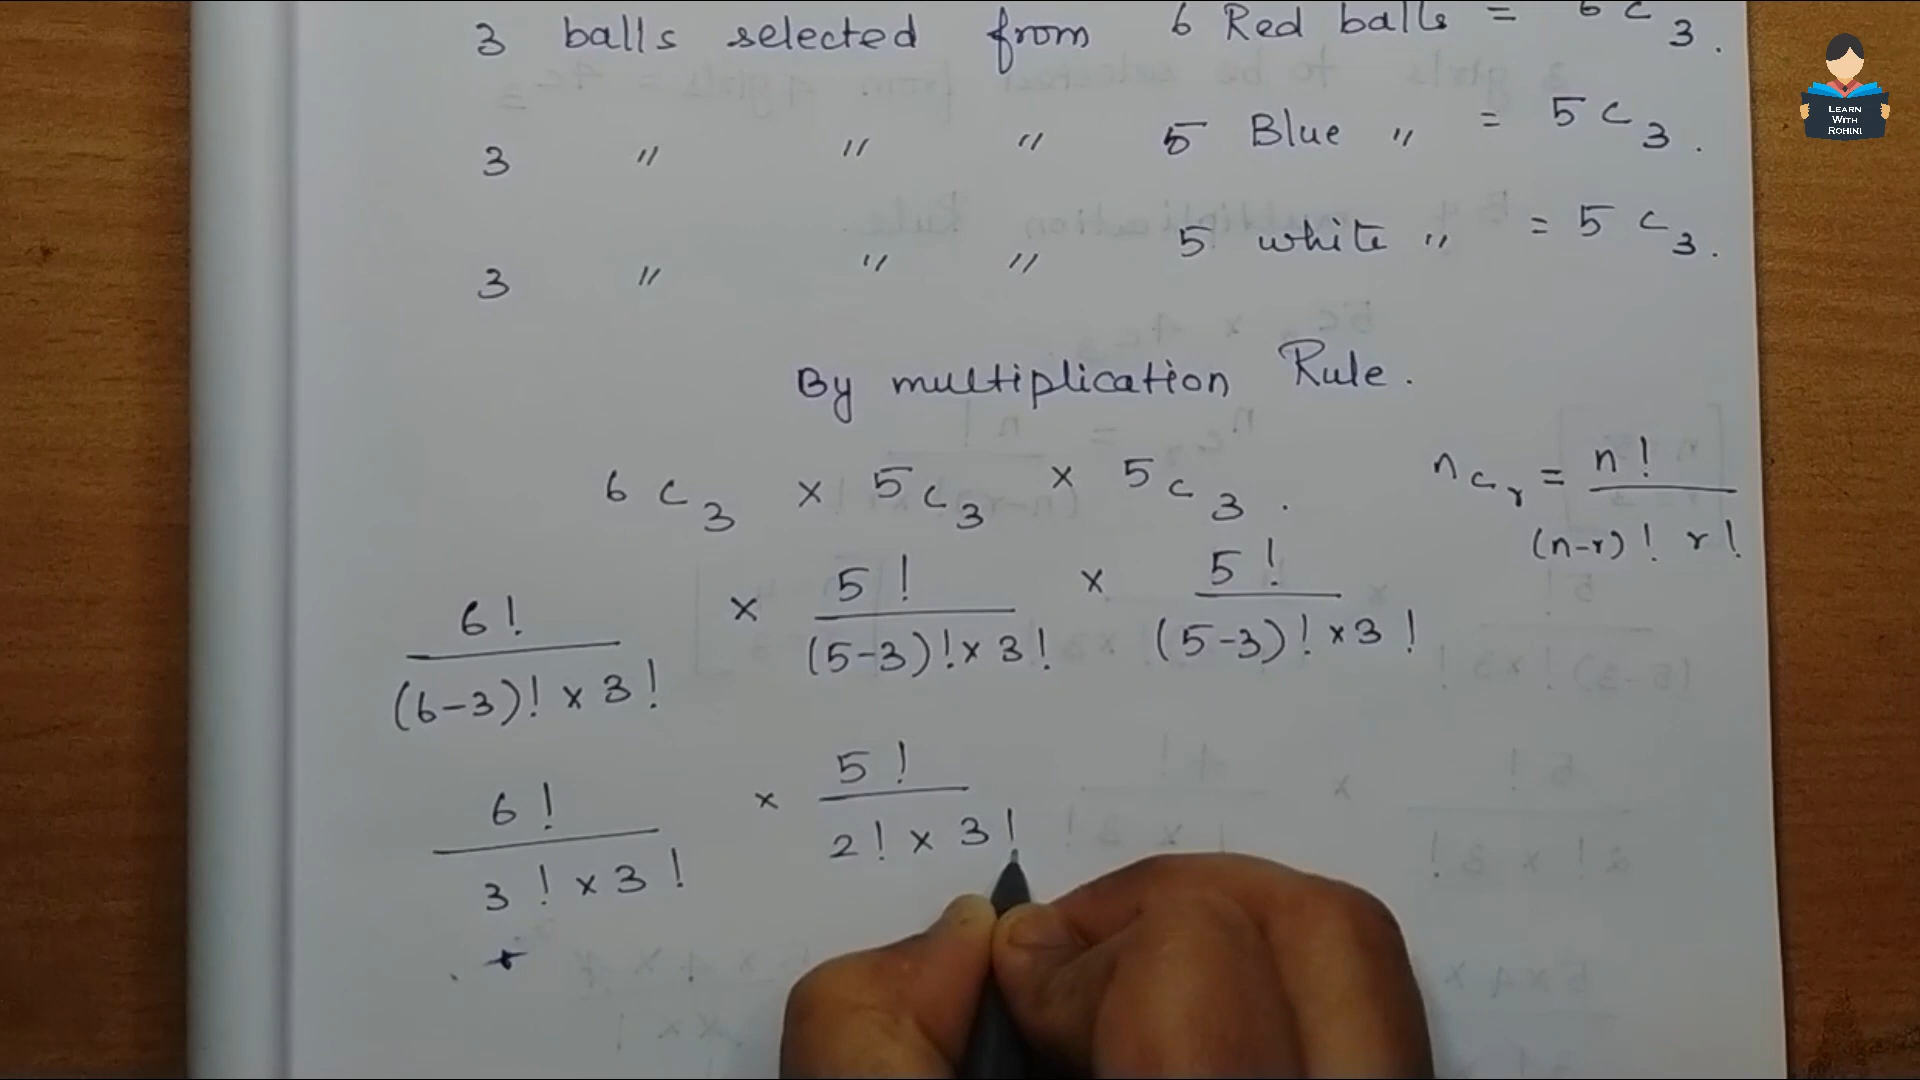 3 balls selected from 6 Red balls = 6C3.
3 " " " 5 Blue " = 5C3.
3 " " " 5 white " = 5C3.
By multiplication Rule.
6C3 × 5C3 × 5C3.
nCr = n! / (n-r)! r!
6! / (6-3)! × 3! × 5! / (5-3)! × 3! × 5! / (5-3)! × 3!
6! / 3! × 3! × 5! / 2! × 3!
LEARN
WITH
ROHINI